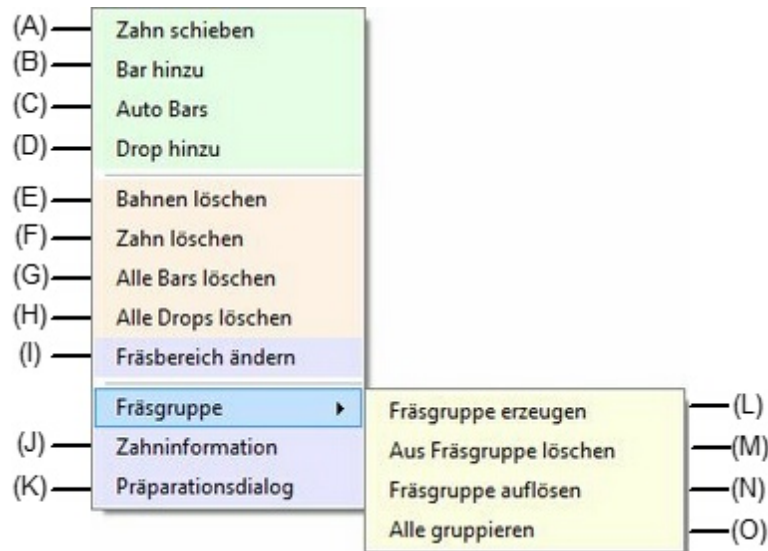 (A) Zahn schieben
(B) Bar hinzu
(C) Auto Bars
(D) Drop hinzu
(E) Bahnen löschen
(F) Zahn löschen
(G) Alle Bars löschen
(H) Alle Drops löschen
(I) Fräsbereich ändern
Fräsgruppe
(J) Zahninformation
(K) Präparationsdialog
Fräsgruppe erzeugen (L)
Aus Fräsgruppe löschen (M)
Fräsgruppe auflösen (N)
Alle gruppieren (O)